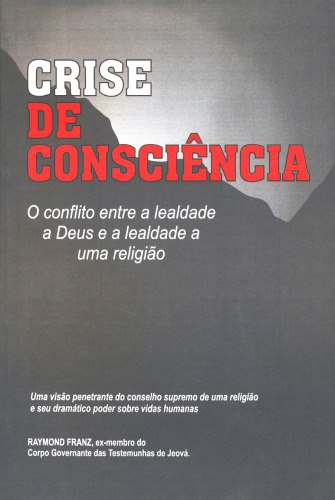 CRISE
DE
CONSCIÊNCIA
O conflito entre a lealdade
a Deus e a lealdade a
uma religião
Uma visão penetrante do conselho supremo de uma religião
e seu dramático poder sobre vidas humanas
RAYMOND FRANZ, ex-membro do
Corpo Governante das Testemunhas de Jeová.